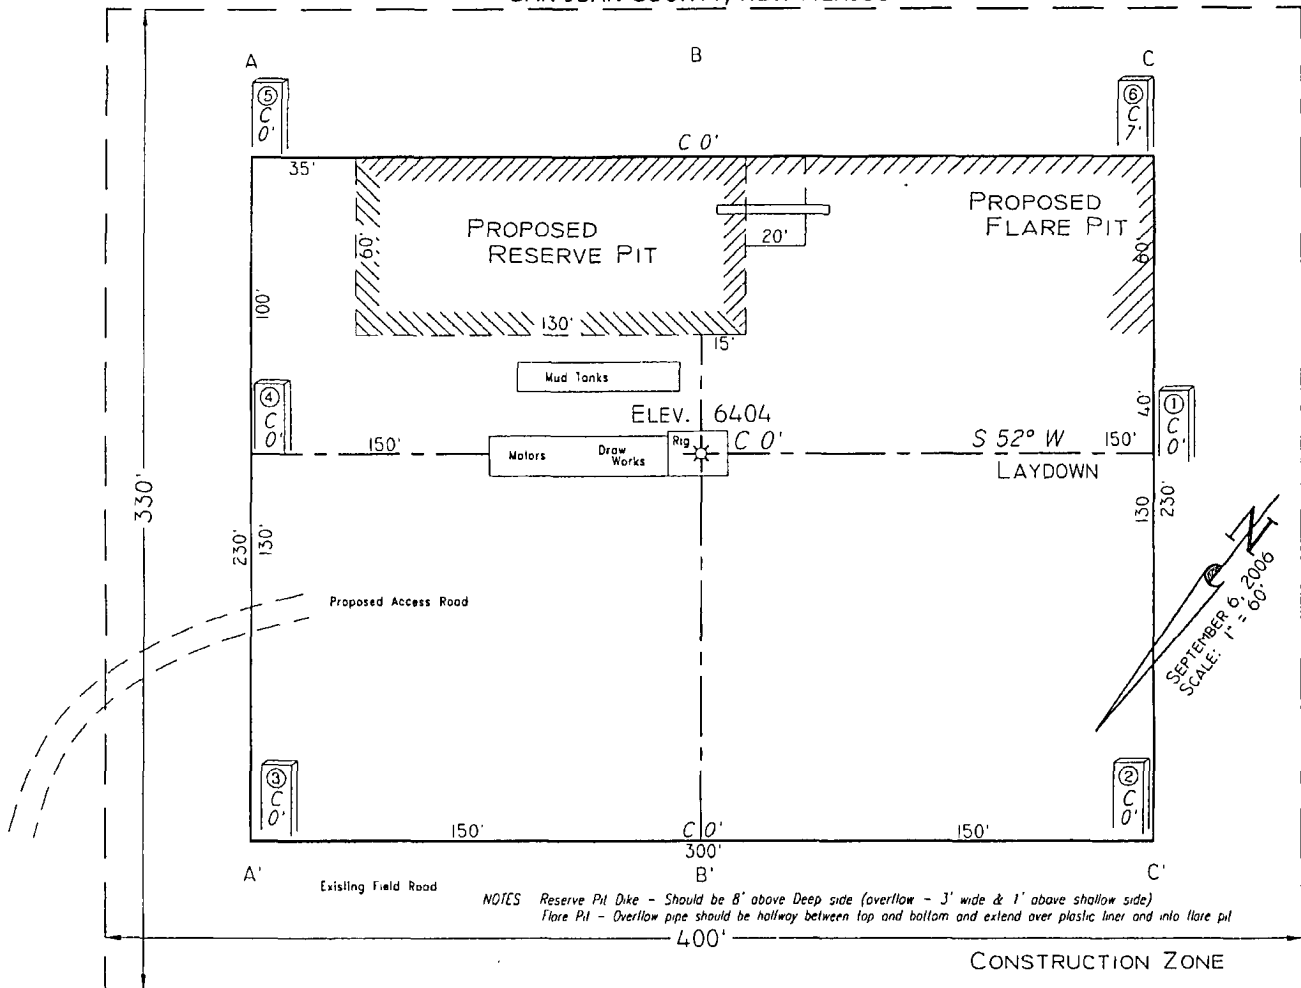 A
B
C
⑤
C
0'
⑥
C
7'
C 0'
35'
PROPOSED
RESERVE PIT
60'
20'
PROPOSED
FLARE PIT
60'
100'
130'
15'
Mud Tanks
④
C
0'
ELEV. 6404
40'
①
C
0'
150'
Motors
Draw
Works
Rig
C 0'
S 52° W
150'
LAYDOWN
330'
230'
130'
130
230'
N
SEPTEMBER 6, 2006
SCALE: 1" = 60'
Proposed Access Road
③
C
0'
②
C
0'
150'
C 0'
150'
300'
A'
B'
C'
Existing Field Road
NOTES Reserve Pit Dike - Should be 8' above Deep side (overflow - 3' wide & 1' above shallow side)
Flare Pit - Overflow pipe should be halfway between top and bottom and extend over plastic liner and into flare pit
400'
CONSTRUCTION ZONE